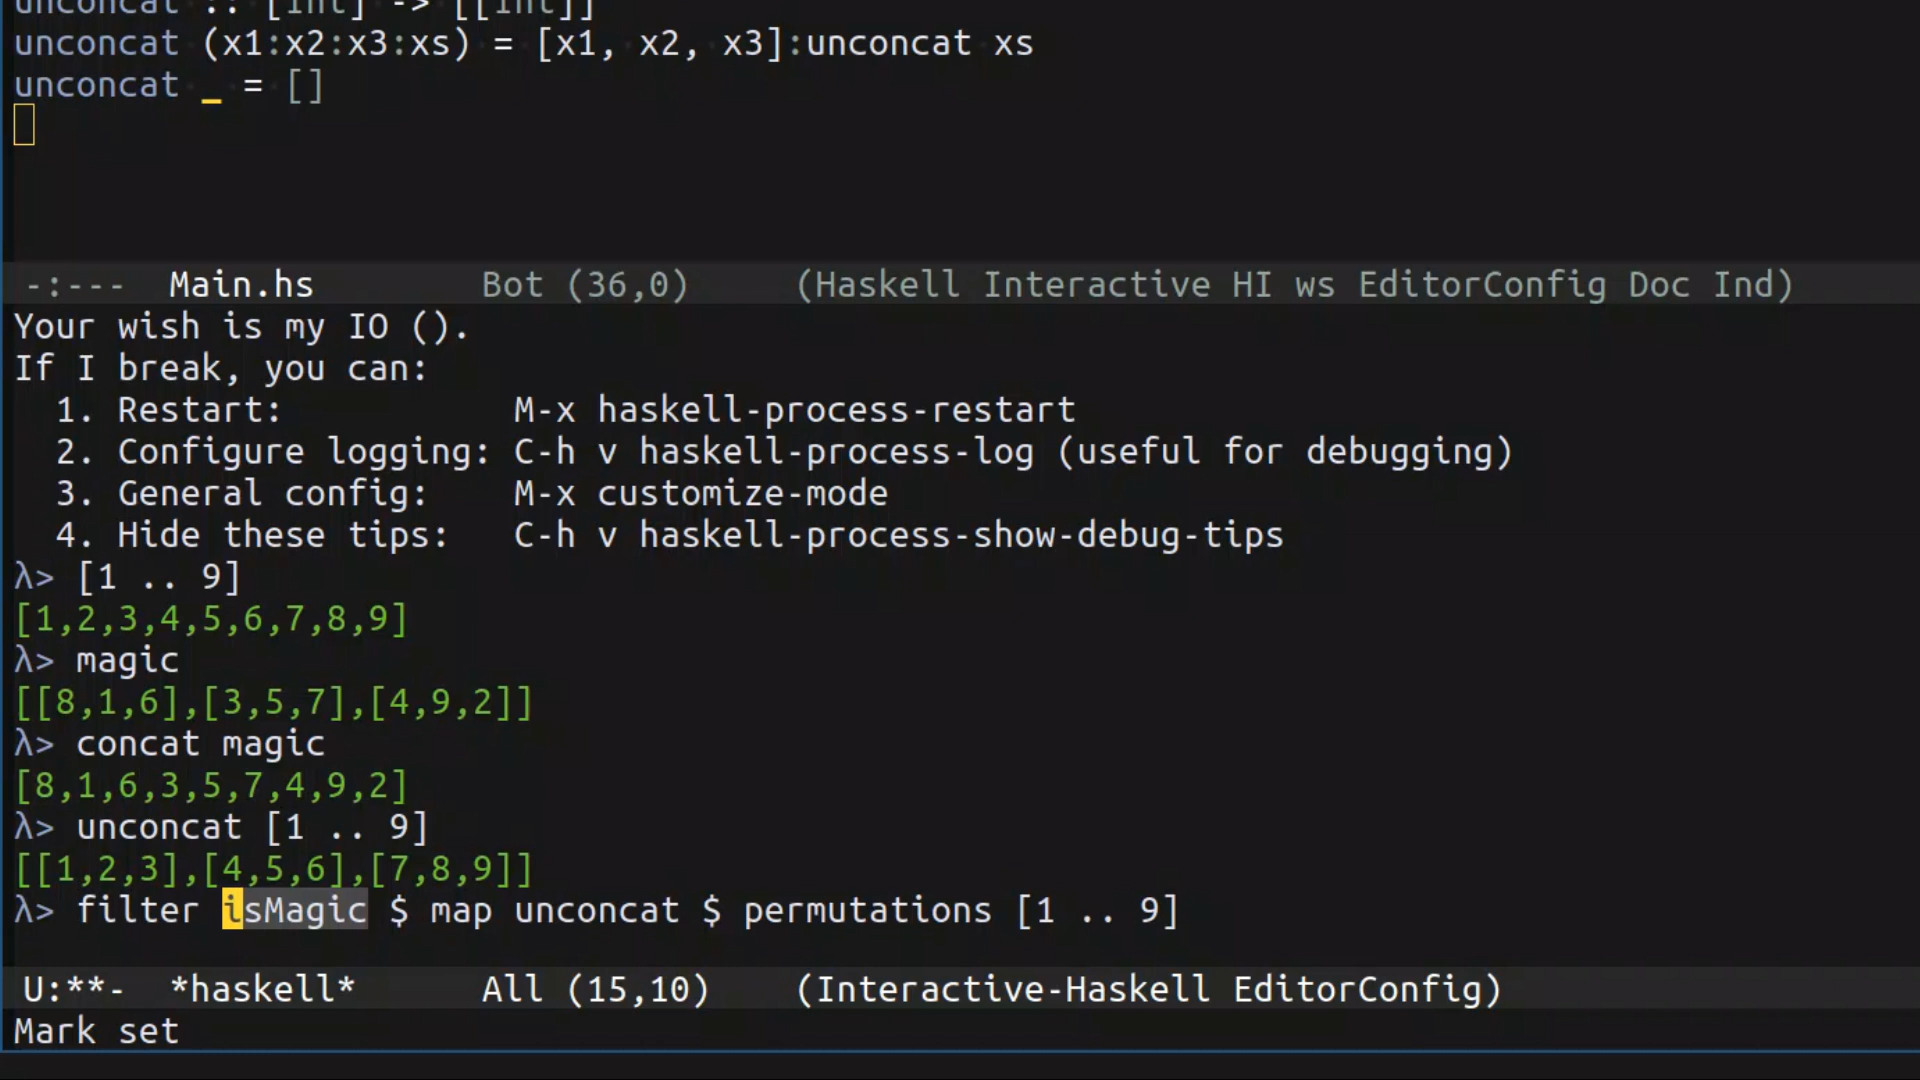 unconcat :: [Int] -> [[Int]]
unconcat (x1:x2:x3:xs) = [x1, x2, x3]:unconcat xs
unconcat _ = []
-:--- Main.hs Bot (36,0) (Haskell Interactive HI ws EditorConfig Doc Ind)
Your wish is my IO ().
If I break, you can:
1. Restart: M-x haskell-process-restart
2. Configure logging: C-h v haskell-process-log (useful for debugging)
3. General config: M-x customize-mode
4. Hide these tips: C-h v haskell-process-show-debug-tips
λ> [1 .. 9]
[1,2,3,4,5,6,7,8,9]
λ> magic
[[8,1,6],[3,5,7],[4,9,2]]
λ> concat magic
[8,1,6,3,5,7,4,9,2]
λ> unconcat [1 .. 9]
[[1,2,3],[4,5,6],[7,8,9]]
λ> filter isMagic $ map unconcat $ permutations [1 .. 9]
U:**- *haskell* All (15,10) (Interactive-Haskell EditorConfig)
Mark set